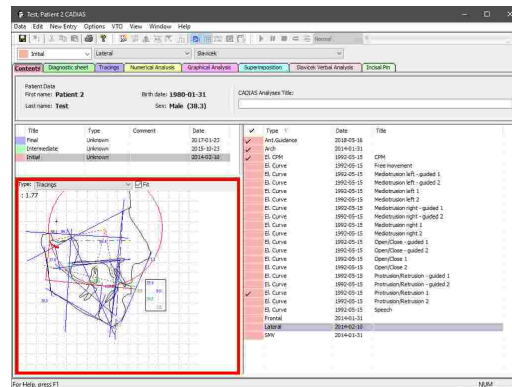 Test, Patient 2 CADIAS
Data Edit New Entry Options VTO View Window Help
Normal
Initial Lateral Slavicek
Contents Diagnostic sheet Tracings Numerical Analysis Graphical Analysis Superimposition Slavicek Verbal Analysis Incisal Pin
Patient Data
First name: Patient 2 Birth date: 1980-01-31 CADIAS Analyses Title:
Last name: Test Sex: Male (38.3)
Title Type Comment Date
Final Unknown 2017-01-23
Intermediate Unknown 2015-10-23
Initial Unknown 2014-02-10
Type: Tracings Fit
: 1.77
Type Date Title
Ant.Guidance 2018-05-16
Arch 2014-01-31
El. CPM 1992-05-15 CPM
El. Curve 1992-05-15 Free movement
El. Curve 1992-05-15 Mediotrusion left - guided 1
El. Curve 1992-05-15 Mediotrusion left - guided 2
El. Curve 1992-05-15 Mediotrusion left 1
El. Curve 1992-05-15 Mediotrusion left 2
El. Curve 1992-05-15 Mediotrusion right - guided 1
El. Curve 1992-05-15 Mediotrusion right - guided 2
El. Curve 1992-05-15 Mediotrusion right 1
El. Curve 1992-05-15 Mediotrusion right 2
El. Curve 1992-05-15 Open/Close - guided 1
El. Curve 1992-05-15 Open/Close - guided 2
El. Curve 1992-05-15 Open/Close 1
El. Curve 1992-05-15 Open/Close 2
El. Curve 1992-05-15 Protrusion/Retrusion - guided 1
El. Curve 1992-05-15 Protrusion/Retrusion - guided 2
El. Curve 1992-05-15 Protrusion/Retrusion 1
El. Curve 1992-05-15 Protrusion/Retrusion 2
El. Curve 1992-05-15 Speech
Frontal 2014-01-31
Lateral 2014-02-10
SMV 2014-01-31
For Help, press F1 NUM